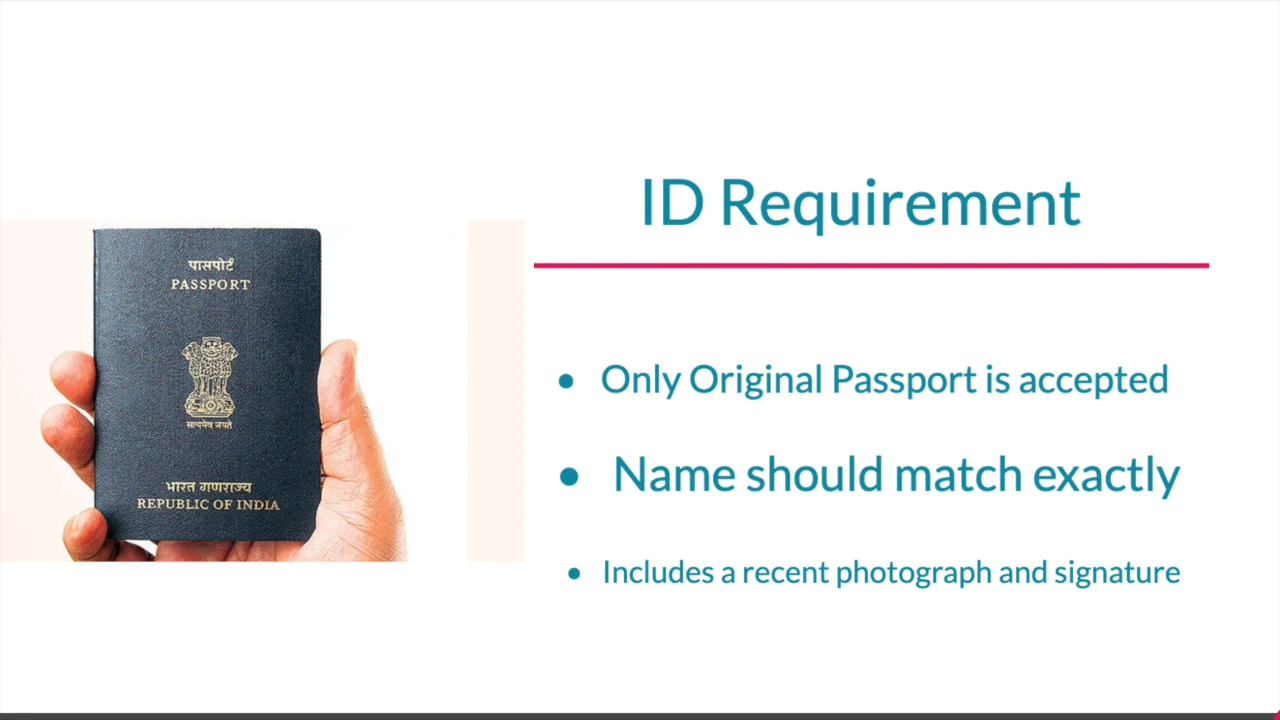 पासपोर्ट
PASSPORT
सत्यमेव जयते
भारत गणराज्य
REPUBLIC OF INDIA
ID Requirement
• Only Original Passport is accepted
• Name should match exactly
• Includes a recent photograph and signature